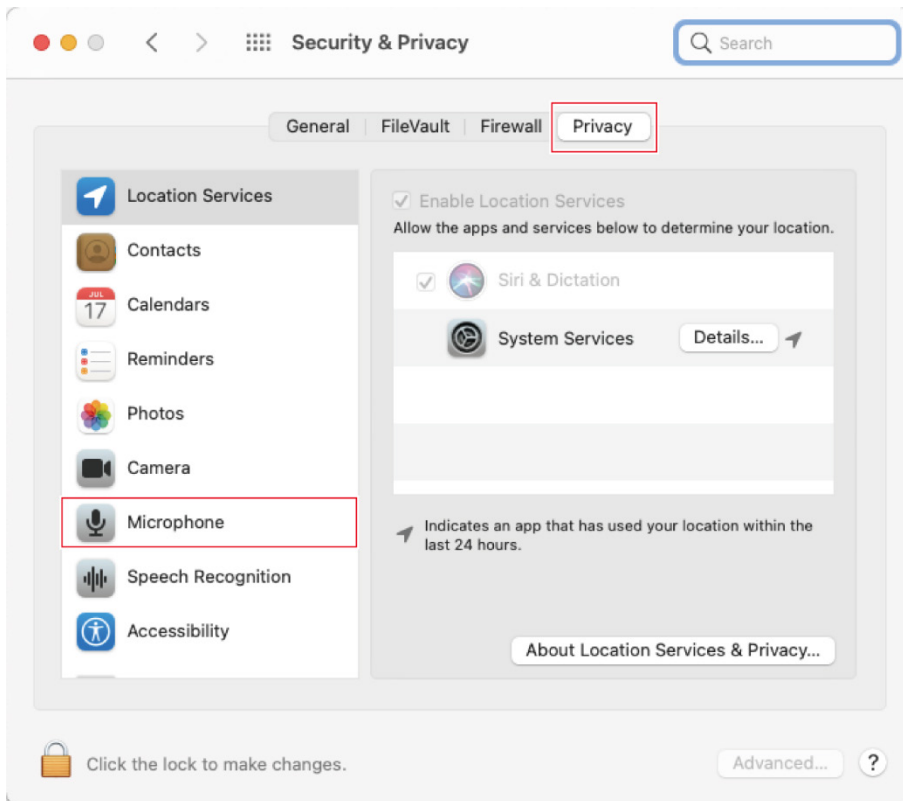 Security & Privacy
Search
General FileVault Firewall Privacy
Location Services
Contacts
JUL
17
Calendars
Reminders
Photos
Camera
Microphone
Speech Recognition
Accessibility
Enable Location Services
Allow the apps and services below to determine your location.
Siri & Dictation
System Services Details...
Indicates an app that has used your location within the
last 24 hours.
About Location Services & Privacy...
Click the lock to make changes.
Advanced... ?